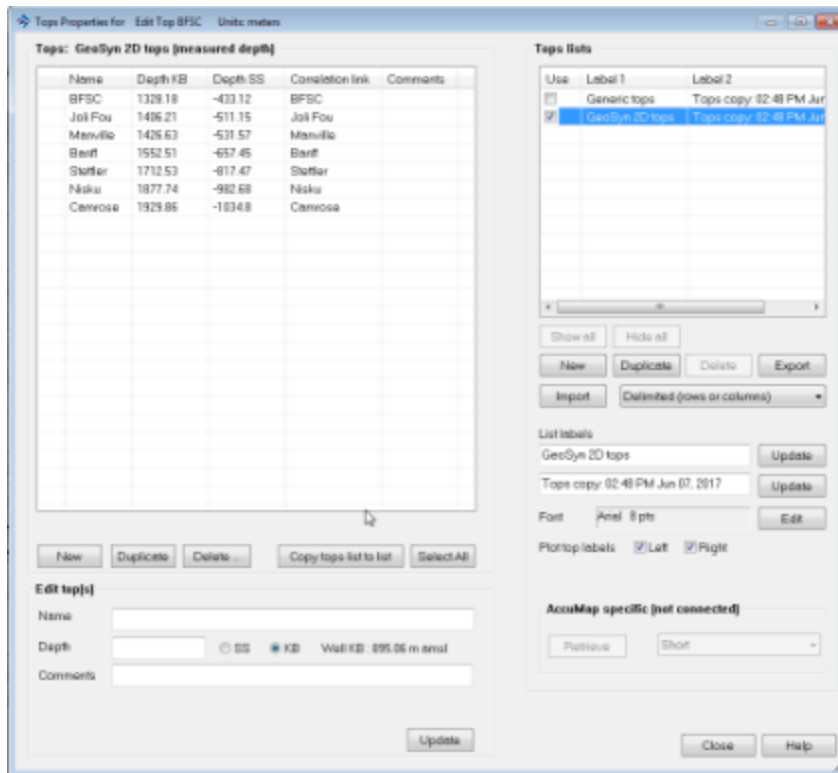 Tops Properties for Edit Top BFSC Units: meters
Tops: GeoSyn 2D tops (measured depth)
Name Depth KB Depth SS Correlation link Comments
BFSC 1328.18 -433.12 BFSC
Joli Fou 1406.21 -511.15 Joli Fou
Manville 1426.63 -531.57 Manville
Banff 1552.51 -657.45 Banff
Stettler 1712.53 -817.47 Stettler
Nisku 1877.74 -982.68 Nisku
Camrose 1929.86 -1034.8 Camrose
New Duplicate Delete ... Copy tops list to list Select All
Edit top(s)
Name
Depth SS KB Well KB : 895.06 m amsl
Comments
Update
Tops lists
Use Label 1 Label 2
Generic tops Tops copy: 02:48 PM Jun
GeoSyn 2D tops Tops copy: 02:48 PM Jun
Show all Hide all
New Duplicate Delete Export
Import Delimited (rows or columns)
List labels
GeoSyn 2D tops Update
Tops copy: 02:48 PM Jun 07, 2017 Update
Font Arial 8 pts Edit
Plot top labels Left Right
AccuMap specific (not connected)
Retrieve Short
Close Help